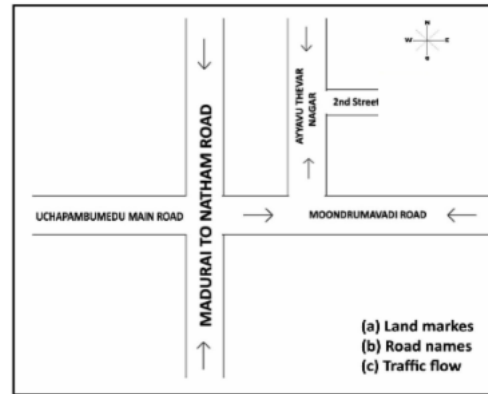 N
W E
S
AYYAVU THEVAR
NAGAR
2nd Street
MADURAI TO NATHAM ROAD
UCHAPAMBUMEDU MAIN ROAD
MOONDRUMAVADI ROAD
(a) Land markes
(b) Road names
(c) Traffic flow